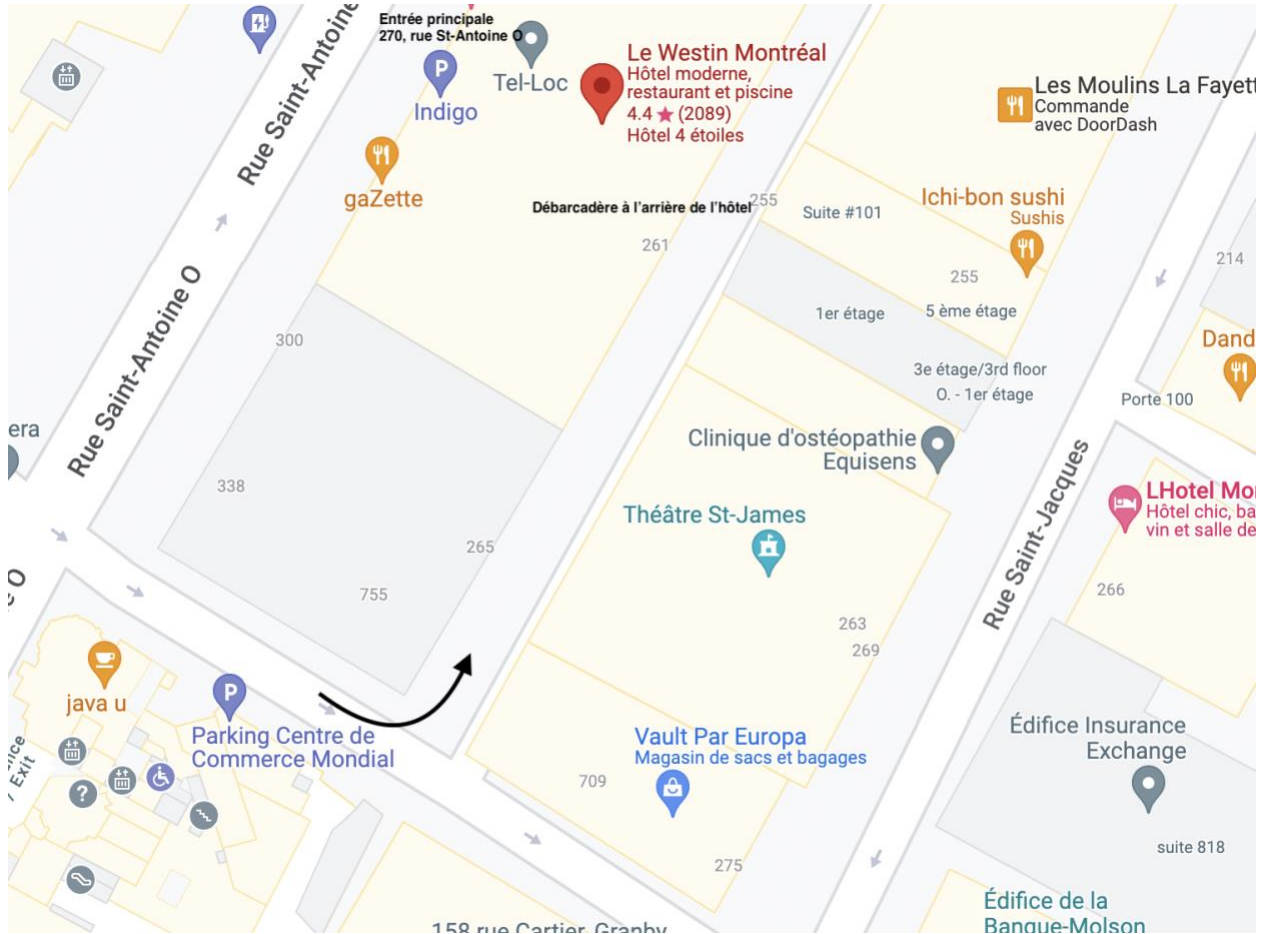 Entrée principale
270, rue St-Antoine O
Rue Saint-Antoine
Tel-Loc
P
Indigo
Le Westin Montréal
Hôtel moderne,
restaurant et piscine
4.4 ★ (2089)
Hôtel 4 étoiles
Les Moulins La Fayett
Commande
avec DoorDash
gaZette
Débarcadère à l'arrière de l'hôtel
255
Suite #101
Ichi-bon sushi
Sushis
261
255
214
Rue Saint-Antoine O
300
1er étage
5 ème étage
Dand
3e étage/3rd floor
O. - 1er étage
Porte 100
era
Clinique d'ostéopathie
Equisens
338
Théâtre St-James
LHotel Mo
Hôtel chic, ba
vin et salle de
Rue Saint-Jacques
265
266
O
755
263
269
java u
P
Parking Centre de
Commerce Mondial
Vault Par Europa
Magasin de sacs et bagages
Édifice Insurance
Exchange
/ Exit
?
709
275
suite 818
Édifice de la
Banque-Molson
158 rue Cartier, Granby